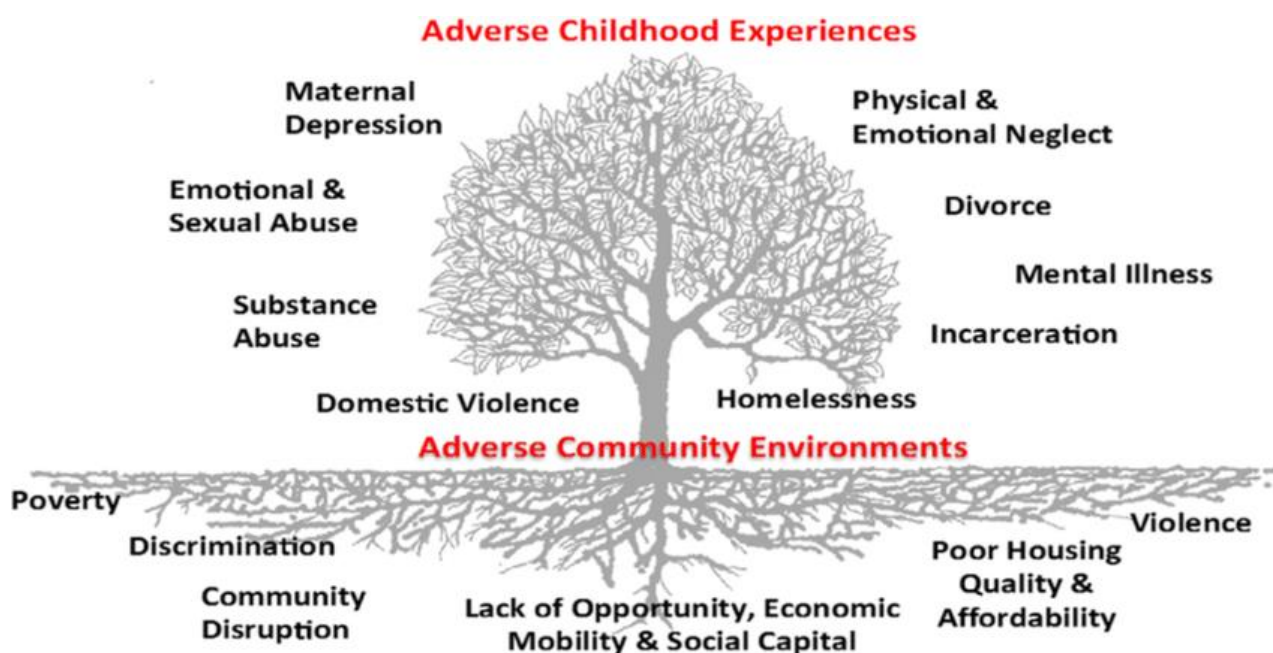 Adverse Childhood Experiences
Maternal
Depression
Physical &
Emotional Neglect
Emotional &
Sexual Abuse
Divorce
Mental Illness
Substance
Abuse
Incarceration
Domestic Violence
Homelessness
Adverse Community Environments
Poverty
Violence
Discrimination
Poor Housing
Quality &
Affordability
Community
Disruption
Lack of Opportunity, Economic
Mobility & Social Capital